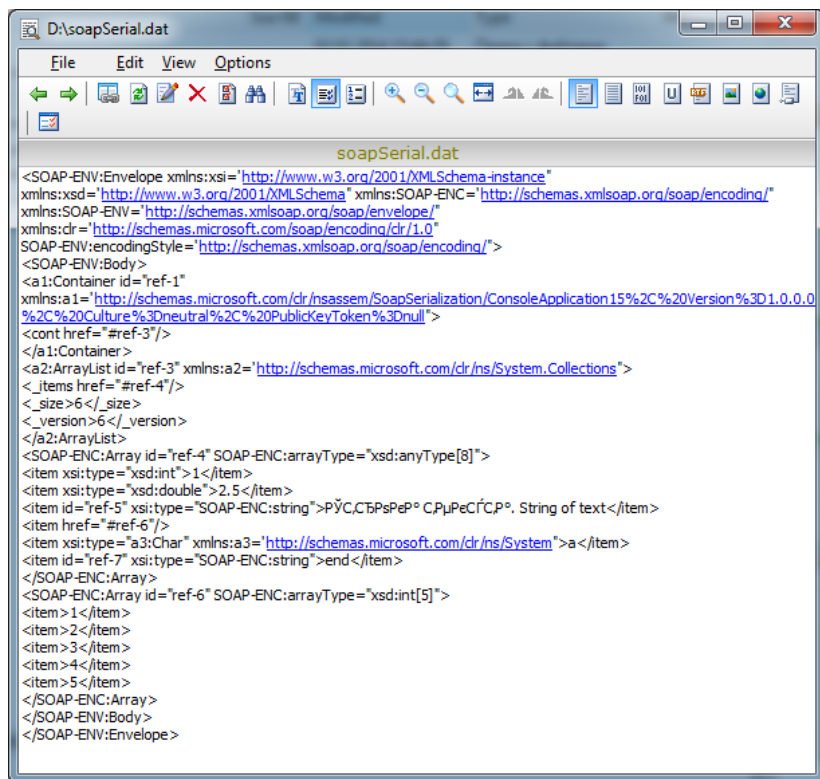 D:\soapSerial.dat
File Edit View Options
soapSerial.dat
<SOAP-ENV:Envelope xmlns:xsi='http://www.w3.org/2001/XMLSchema-instance"
xmlns:xsd='http://www.w3.org/2001/XMLSchema" xmlns:SOAP-ENC='http://schemas.xmlsoap.org/soap/encoding/"
xmlns:SOAP-ENV='http://schemas.xmlsoap.org/soap/envelope/"
xmlns:clr='http://schemas.microsoft.com/soap/encoding/clr/1.0"
SOAP-ENV:encodingStyle='http://schemas.xmlsoap.org/soap/encoding/">
<SOAP-ENV:Body>
<a1:Container id="ref-1"
xmlns:a1='http://schemas.microsoft.com/clr/nsassem/SoapSerialization/ConsoleApplication15%2C%20Version%3D1.0.0.0
%2C%20Culture%3Dneutral%2C%20PublicKeyToken%3Dnull">
<cont href="#ref-3"/>
</a1:Container>
<a2:ArrayList id="ref-3" xmlns:a2='http://schemas.microsoft.com/clr/ns/System.Collections">
<_items href="#ref-4"/>
<_size>6</_size>
<_version>6</_version>
</a2:ArrayList>
<SOAP-ENC:Array id="ref-4" SOAP-ENC:arrayType="xsd:anyType[8]">
<item xsi:type="xsd:int">1</item>
<item xsi:type="xsd:double">2.5</item>
<item id="ref-5" xsi:type="SOAP-ENC:string">РЎС‚СЂРѕРєР° С‚РµРєСЃС‚Р°. String of text</item>
<item href="#ref-6"/>
<item xsi:type="a3:Char" xmlns:a3='http://schemas.microsoft.com/clr/ns/System">a</item>
<item id="ref-7" xsi:type="SOAP-ENC:string">end</item>
</SOAP-ENC:Array>
<SOAP-ENC:Array id="ref-6" SOAP-ENC:arrayType="xsd:int[5]">
<item>1</item>
<item>2</item>
<item>3</item>
<item>4</item>
<item>5</item>
</SOAP-ENC:Array>
</SOAP-ENV:Body>
</SOAP-ENV:Envelope>